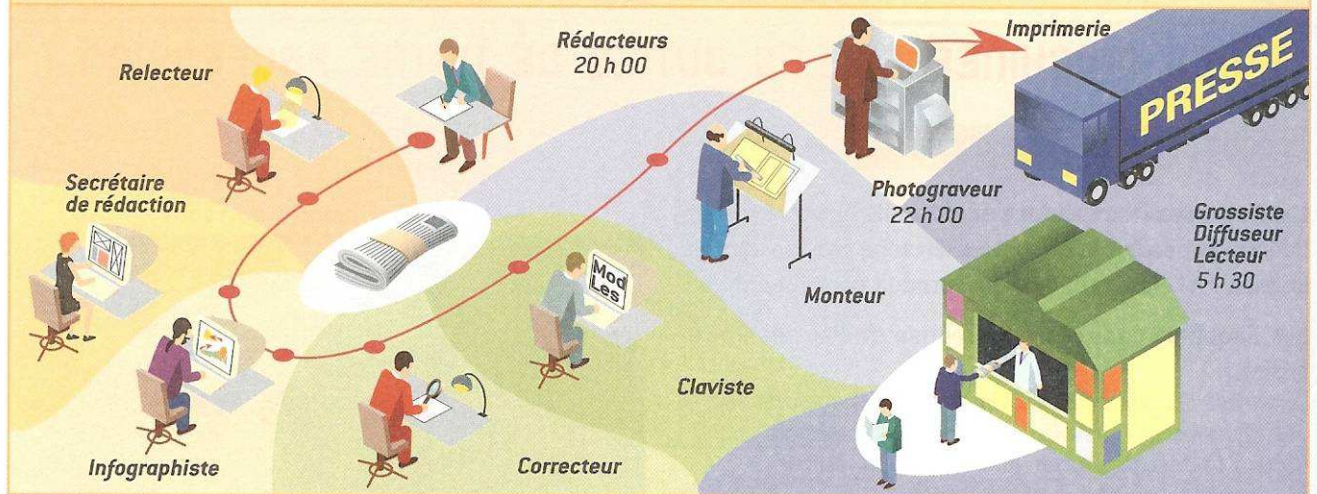 Rédacteurs
20 h 00
Imprimerie
Relecteur
PRESSE
Secrétaire
de rédaction
Photograveur
22 h 00
Grossiste
Diffuseur
Lecteur
5 h 30
Mod
Les
Monteur
Claviste
Infographiste
Correcteur